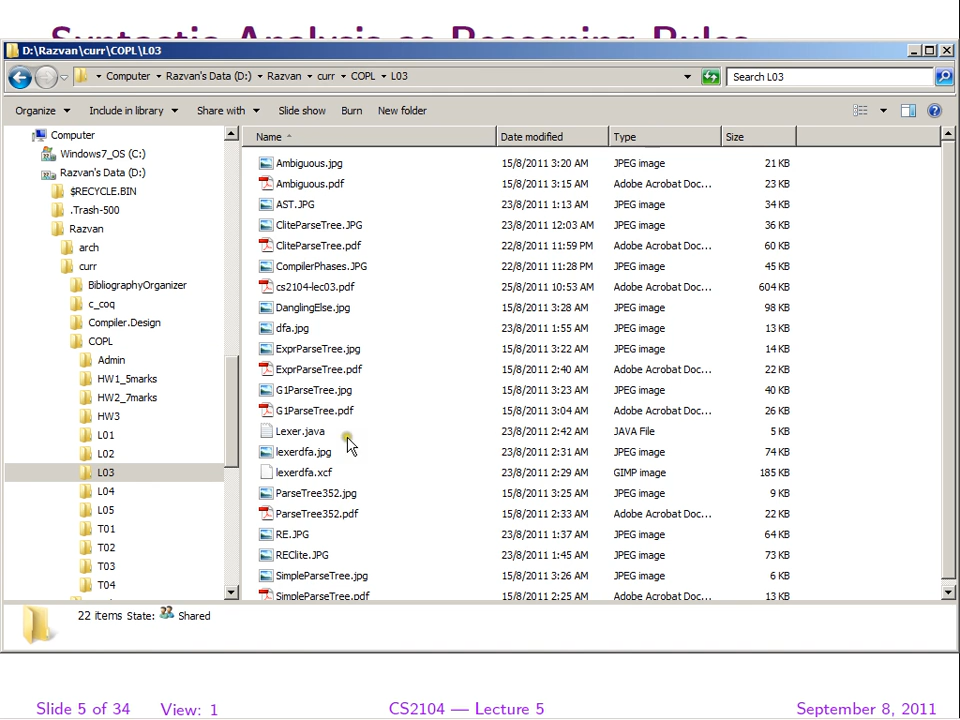 Syntactic Analysis as Reasoning Rules
D:\Razvan\curr\COPL\L03
Computer Razvan's Data (D:) Razvan curr COPL L03 Search L03
Organize Include in library Share with Slide show Burn New folder
Computer
Windows7_OS (C:)
Razvan's Data (D:)
$RECYCLE.BIN
.Trash-500
Razvan
arch
curr
BibliographyOrganizer
c_coq
Compiler.Design
COPL
Admin
HW1_5marks
HW2_7marks
HW3
L01
L02
L03
L04
L05
T01
T02
T03
T04
Name Date modified Type Size
Ambiguous.jpg 15/8/2011 3:20 AM JPEG image 21 KB
Ambiguous.pdf 15/8/2011 3:15 AM Adobe Acrobat Doc... 23 KB
AST.JPG 23/8/2011 1:13 AM JPEG image 34 KB
CliteParseTree.JPG 23/8/2011 12:03 AM JPEG image 36 KB
CliteParseTree.pdf 22/8/2011 11:59 PM Adobe Acrobat Doc... 60 KB
CompilerPhases.JPG 22/8/2011 11:28 PM JPEG image 45 KB
cs2104-lec03.pdf 25/8/2011 10:53 AM Adobe Acrobat Doc... 604 KB
DanglingElse.jpg 15/8/2011 3:28 AM JPEG image 98 KB
dfa.jpg 23/8/2011 1:55 AM JPEG image 13 KB
ExprParseTree.jpg 15/8/2011 3:22 AM JPEG image 14 KB
ExprParseTree.pdf 15/8/2011 2:40 AM Adobe Acrobat Doc... 22 KB
G1ParseTree.jpg 15/8/2011 3:23 AM JPEG image 40 KB
G1ParseTree.pdf 15/8/2011 3:04 AM Adobe Acrobat Doc... 26 KB
Lexer.java 23/8/2011 2:42 AM JAVA File 5 KB
lexerdfa.jpg 23/8/2011 2:31 AM JPEG image 74 KB
lexerdfa.xcf 23/8/2011 2:29 AM GIMP image 185 KB
ParseTree352.jpg 15/8/2011 3:25 AM JPEG image 9 KB
ParseTree352.pdf 15/8/2011 2:33 AM Adobe Acrobat Doc... 22 KB
RE.JPG 23/8/2011 1:37 AM JPEG image 64 KB
REClite.JPG 23/8/2011 1:45 AM JPEG image 73 KB
SimpleParseTree.jpg 15/8/2011 3:26 AM JPEG image 6 KB
SimpleParseTree.pdf 15/8/2011 2:25 AM Adobe Acrobat Doc... 13 KB
22 items State: Shared
Slide 5 of 34 View: 1 CS2104 — Lecture 5 September 8, 2011